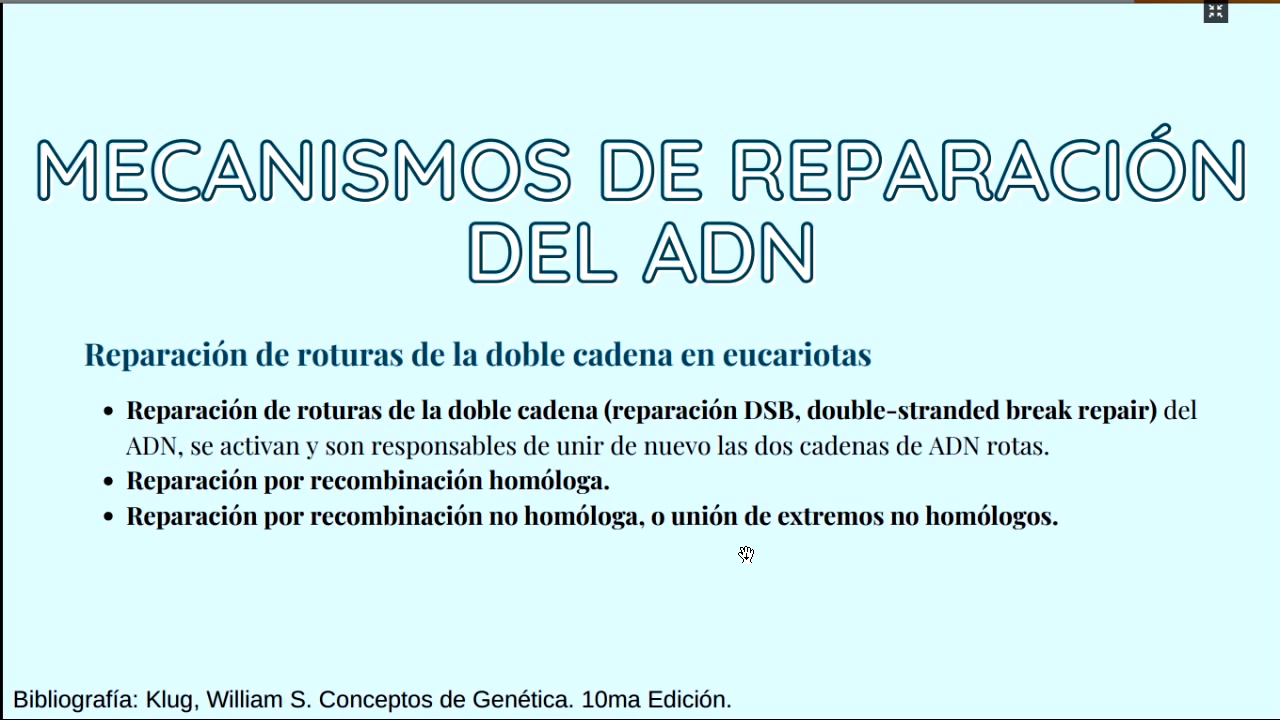 MECANISMOS DE REPARACIÓN
DEL ADN
Reparación de roturas de la doble cadena en eucariotas
• Reparación de roturas de la doble cadena (reparación DSB, double-stranded break repair) del
ADN, se activan y son responsables de unir de nuevo las dos cadenas de ADN rotas.
• Reparación por recombinación homóloga.
• Reparación por recombinación no homóloga, o unión de extremos no homólogos.
Bibliografía: Klug, William S. Conceptos de Genética. 10ma Edición.